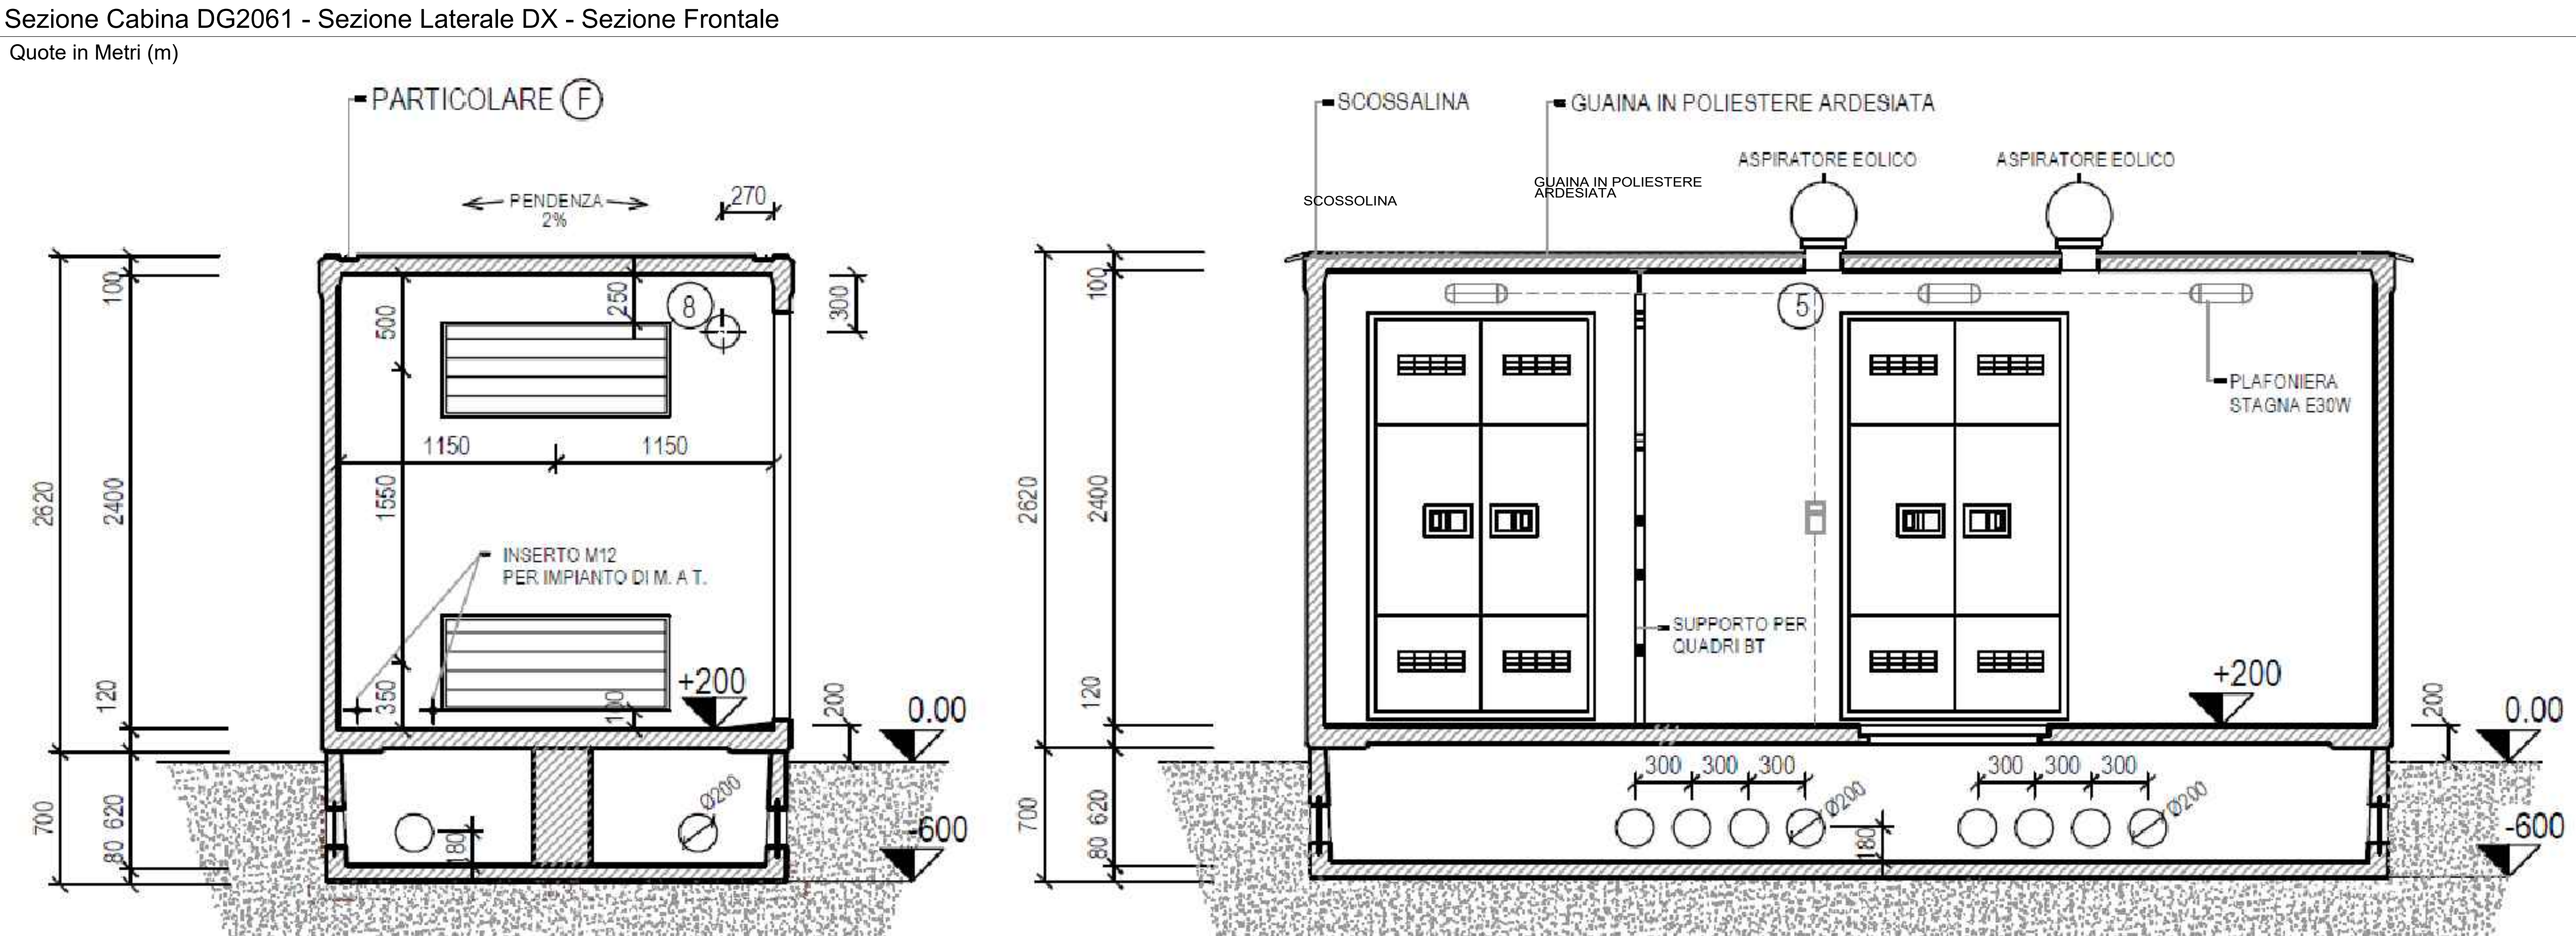 Sezione Cabina DG2061 - Sezione Laterale DX - Sezione Frontale
Quote in Metri (m)
PARTICOLARE F
PENDENZA
2%
270
100
500
250
8
300
1150
1150
2620
2400
1550
INSERTO M12
PER IMPIANTO DI M. A T.
120
350
100
+200
200
0.00
700
80 620
180
Ø200
-600
SCOSSALINA
GUAINA IN POLIESTERE ARDESIATA
ASPIRATORE EOLICO
ASPIRATORE EOLICO
SCOSSOLINA
GUAINA IN POLIESTERE
ARDESIATA
100
5
PLAFONIERA
STAGNA E30W
2620
2400
SUPPORTO PER
QUADRI BT
120
+200
200
0.00
300 300 300
300 300 300
700
80 620
Ø200
180
Ø200
-600